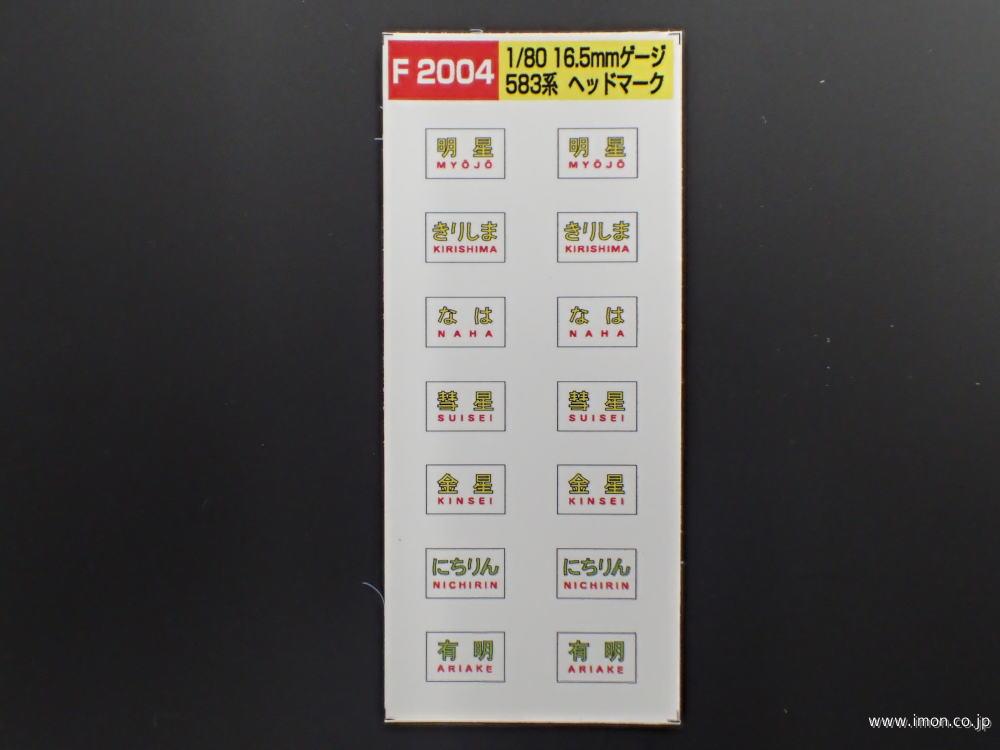 F 2004
1/80 16.5mmゲージ
583系 ヘッドマーク
明星 明星
MYŌJŌ MYŌJŌ
きりしま きりしま
KIRISHIMA KIRISHIMA
なは なは
NAHA NAHA
彗星 彗星
SUISEI SUISEI
金星 金星
KINSEI KINSEI
にちりん にちりん
NICHIRIN NICHIRIN
有明 有明
ARIAKE ARIAKE
www.imon.co.jp